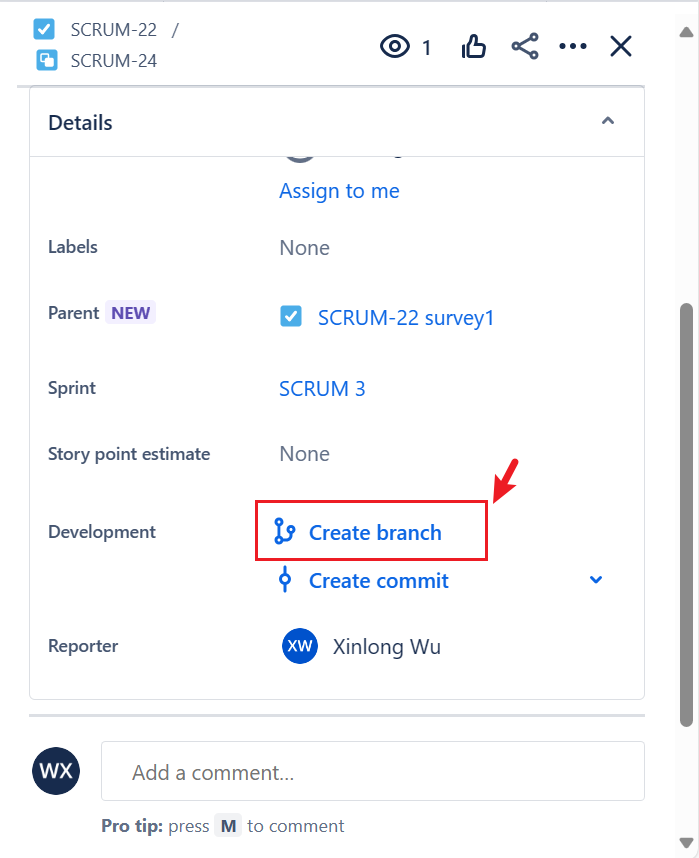 SCRUM-22 /
SCRUM-24
1
Details
Assign to me
Labels None
Parent NEW SCRUM-22 survey1
Sprint SCRUM 3
Story point estimate None
Development Create branch
Create commit
Reporter XW Xinlong Wu
WX Add a comment...
Pro tip: press M to comment